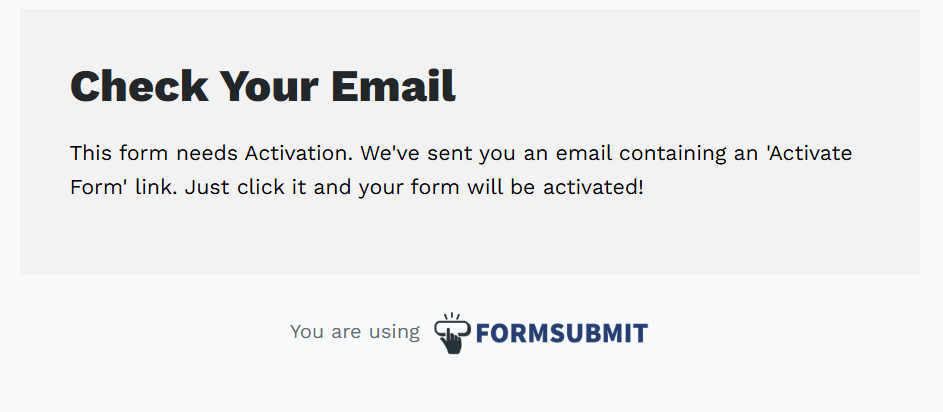 Check Your Email
This form needs Activation. We've sent you an email containing an 'Activate
Form' link. Just click it and your form will be activated!
You are using FORMSUBMIT